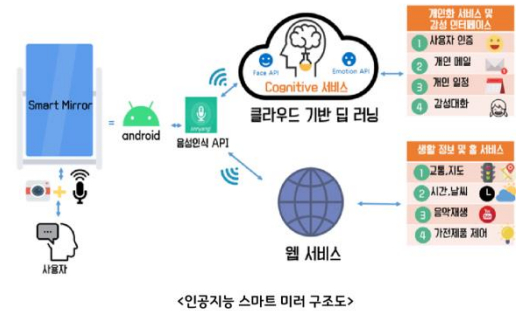 개인화 서비스 및
감성 인터페이스
1 사용자 인증
2 개인 메일
3 개인 일정
4 감성대화
Face API
Emotion API
Cognitive 서비스
클라우드 기반 딥 러닝
Smart Mirror
=
android
음성인식 API
+
사용자
웹 서비스
생활 정보 및 홈 서비스
1 교통,지도
2 시간,날씨
3 음악재생
4 가전제품 제어
<인공지능 스마트 미러 구조도>